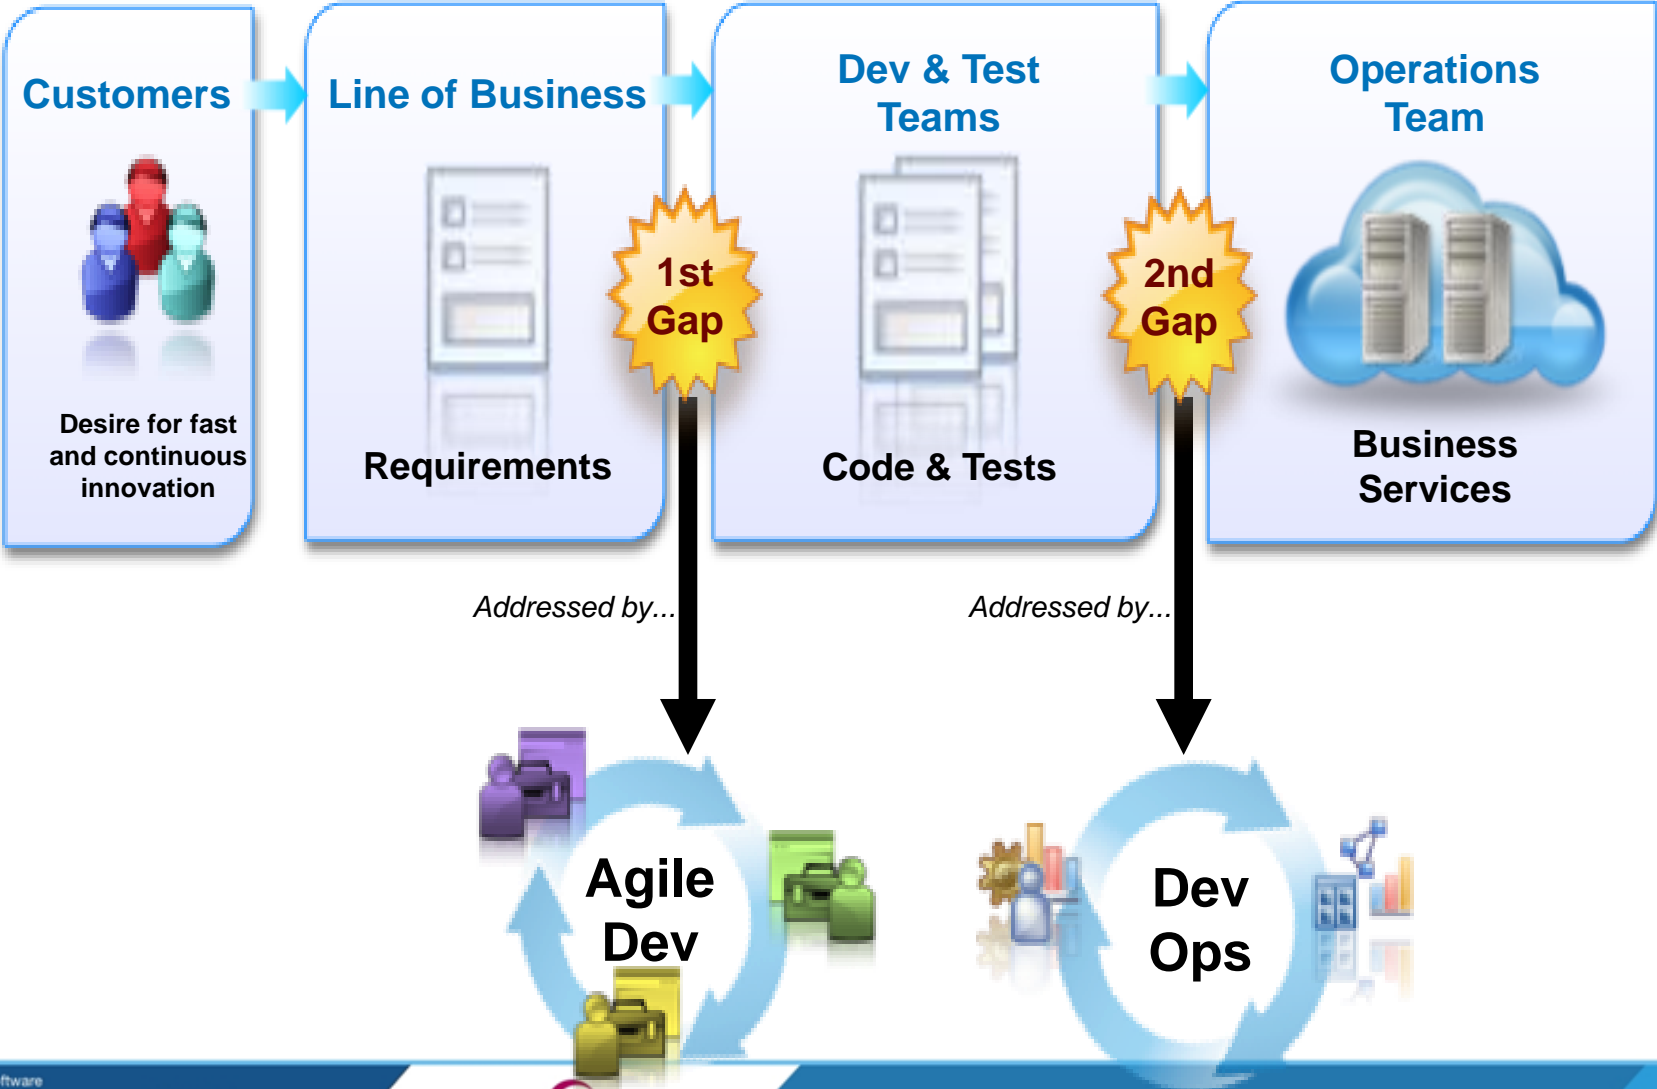 Customers
Line of Business
Dev & Test
Teams
Operations
Team
1st
Gap
2nd
Gap
Desire for fast
and continuous
innovation
Requirements
Code & Tests
Business
Services
Addressed by...
Addressed by...
Agile
Dev
Dev
Ops
ftware